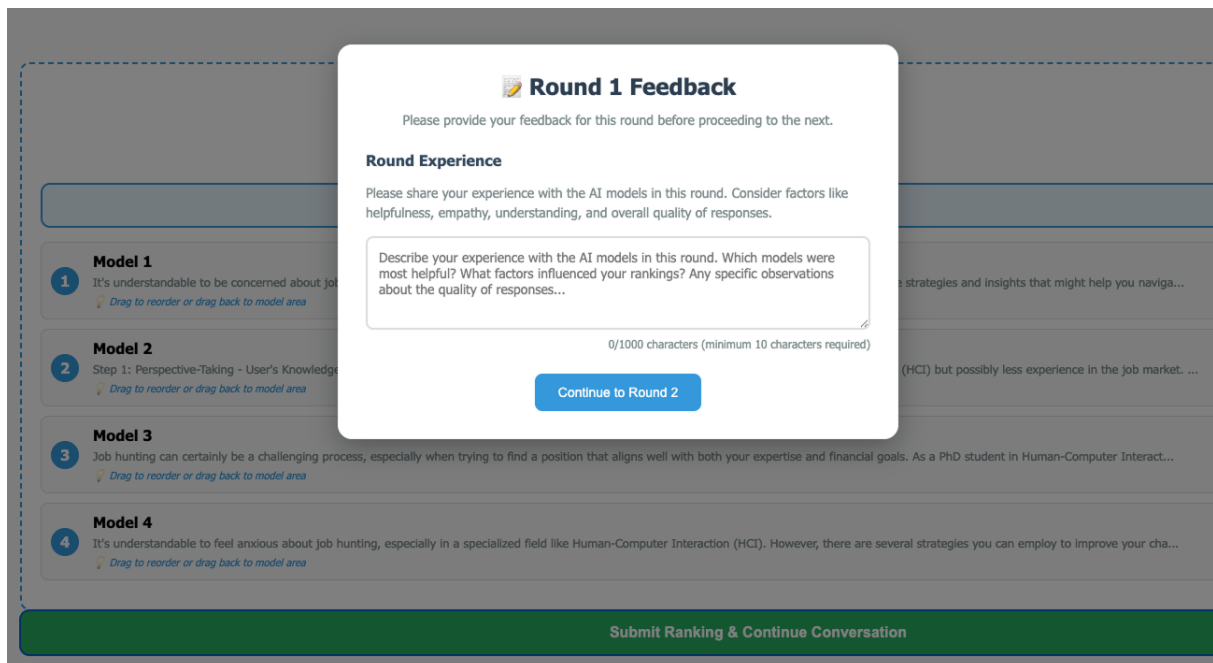 📝 Round 1 Feedback
Please provide your feedback for this round before proceeding to the next.
Round Experience
Please share your experience with the AI models in this round. Consider factors like
helpfulness, empathy, understanding, and overall quality of responses.
Describe your experience with the AI models in this round. Which models were
most helpful? What factors influenced your rankings? Any specific observations
about the quality of responses...
0/1000 characters (minimum 10 characters required)
Continue to Round 2
1
Model 1
It's understandable to be concerned about job strategies and insights that might help you naviga...
💡 Drag to reorder or drag back to model area
2
Model 2
Step 1: Perspective-Taking - User's Knowledge (HCI) but possibly less experience in the job market. ...
💡 Drag to reorder or drag back to model area
3
Model 3
Job hunting can certainly be a challenging process, especially when trying to find a position that aligns well with both your expertise and financial goals. As a PhD student in Human-Computer Interact...
💡 Drag to reorder or drag back to model area
4
Model 4
It's understandable to feel anxious about job hunting, especially in a specialized field like Human-Computer Interaction (HCI). However, there are several strategies you can employ to improve your cha...
💡 Drag to reorder or drag back to model area
Submit Ranking & Continue Conversation